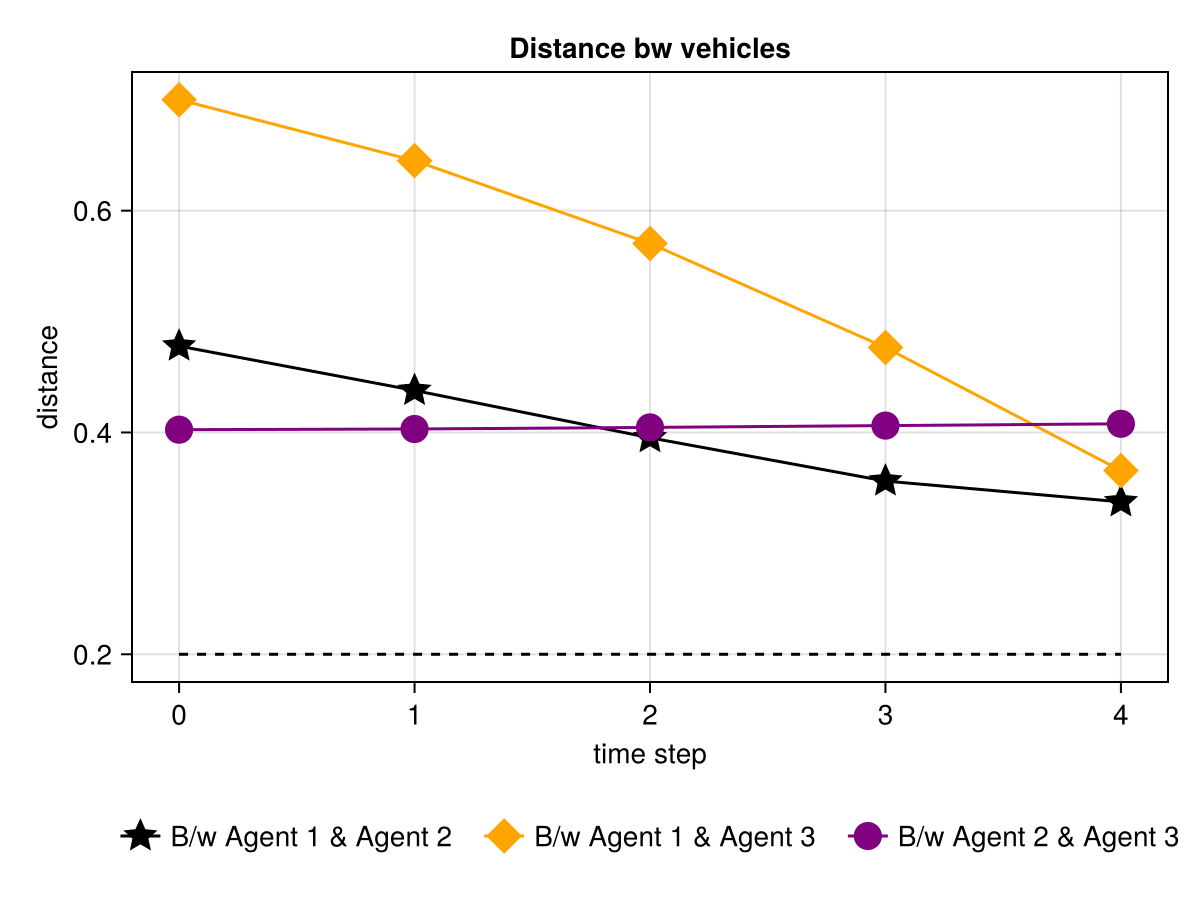 Distance bw vehicles
distance
0.6
0.4
0.2
0 1 2 3 4
time step
B/w Agent 1 & Agent 2 B/w Agent 1 & Agent 3 B/w Agent 2 & Agent 3